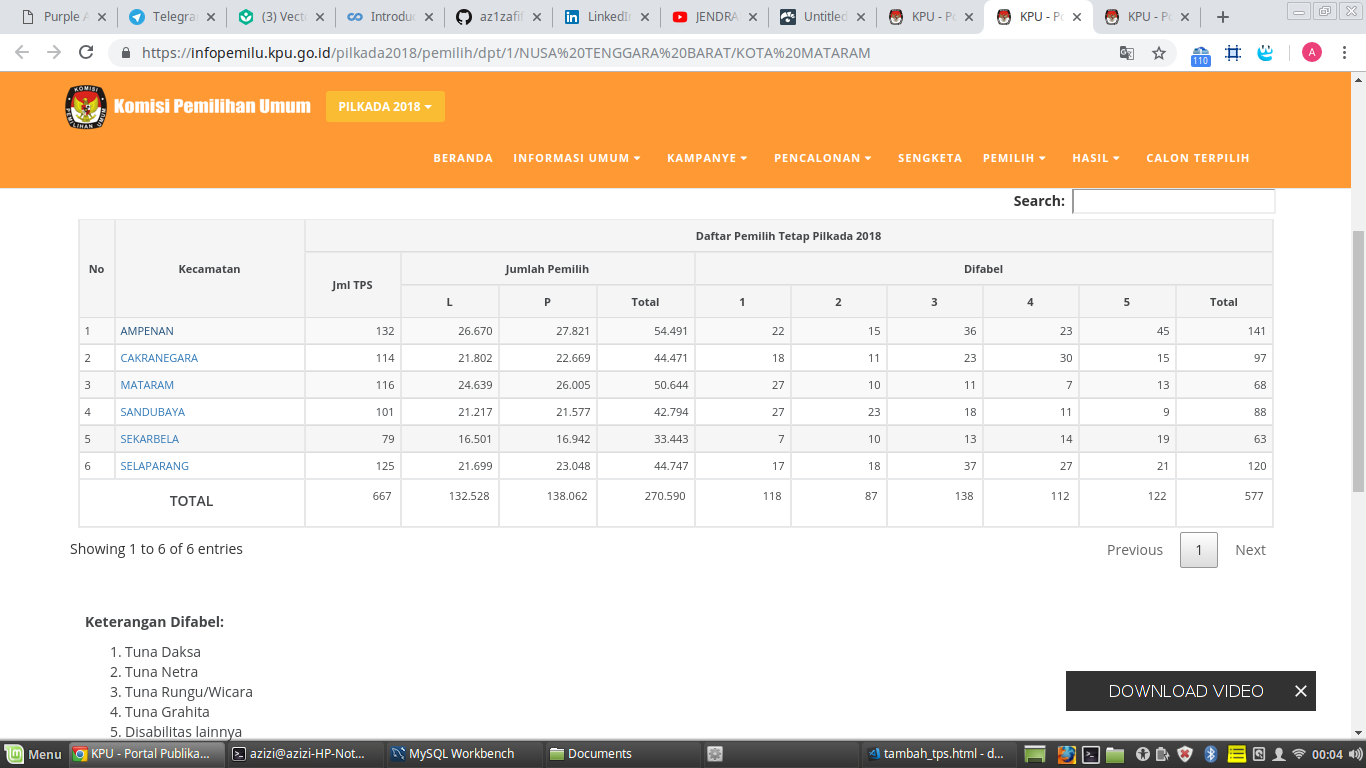 Purple A
Telegra
(3) Vect
Introdu
az1zafif
LinkedIn
JENDRA
Untitled
KPU - Po
KPU - Po
KPU - Po
https://infopemilu.kpu.go.id/pilkada2018/pemilih/dpt/1/NUSA%20TENGGARA%20BARAT/KOTA%20MATARAM
110
A
KOMISI
PEMILIHAN UMUM
Komisi Pemilihan Umum
PILKADA 2018
BERANDA INFORMASI UMUM KAMPANYE PENCALONAN SENGKETA PEMILIH HASIL CALON TERPILIH
Search:
Daftar Pemilih Tetap Pilkada 2018
No Kecamatan Jml TPS Jumlah Pemilih Difabel
L P Total 1 2 3 4 5 Total
1 AMPENAN 132 26.670 27.821 54.491 22 15 36 23 45 141
2 CAKRANEGARA 114 21.802 22.669 44.471 18 11 23 30 15 97
3 MATARAM 116 24.639 26.005 50.644 27 10 11 7 13 68
4 SANDUBAYA 101 21.217 21.577 42.794 27 23 18 11 9 88
5 SEKARBELA 79 16.501 16.942 33.443 7 10 13 14 19 63
6 SELAPARANG 125 21.699 23.048 44.747 17 18 37 27 21 120
TOTAL 667 132.528 138.062 270.590 118 87 138 112 122 577
Showing 1 to 6 of 6 entries
Previous 1 Next
Keterangan Difabel:
1. Tuna Daksa
2. Tuna Netra
3. Tuna Rungu/Wicara
4. Tuna Grahita
5. Disabilitas lainnya
DOWNLOAD VIDEO
Menu
KPU - Portal Publika...
azizi@azizi-HP-Not...
MySQL Workbench
Documents
tambah_tps.html - d...
00:04